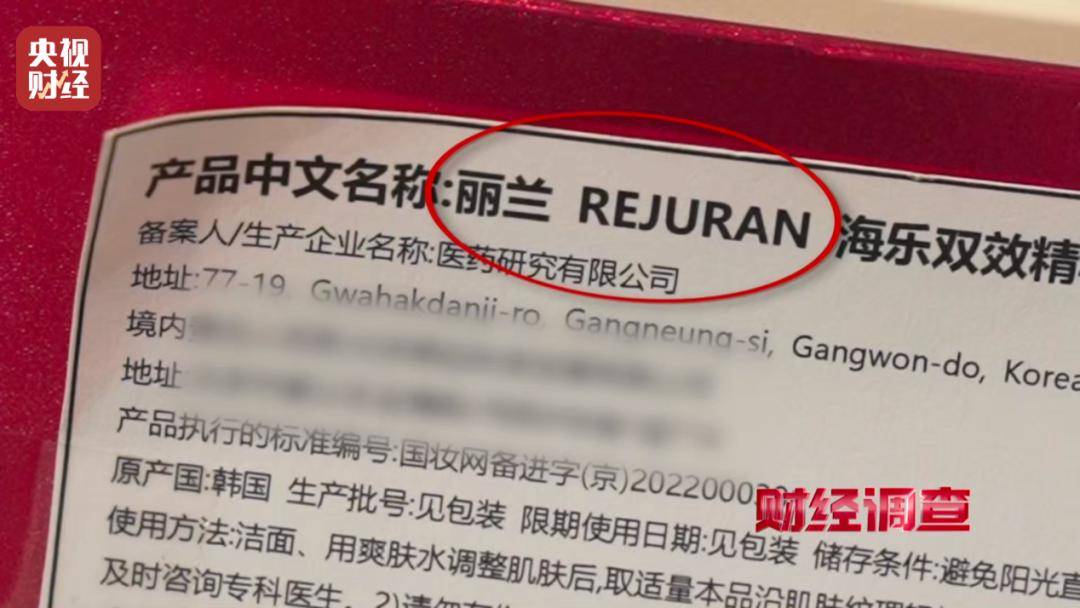 央视
财经
产品中文名称:丽兰 REJURAN 海乐双效精
备案人/生产企业名称:医药研究有限公司
地址:77-19, Gwahakdanji-ro, Gangneung-si, Gangwon-do, Korea
境内
地址
产品执行的标准编号:国妆网备进字(京)202200030
财经调查
原产国:韩国 生产批号:见包装 限期使用日期:见包装 储存条件:避免阳光直
使用方法:洁面、用爽肤水调整肌肤后,取适量本品沿肌肤纹理
及时咨询专科医生。2)请勿